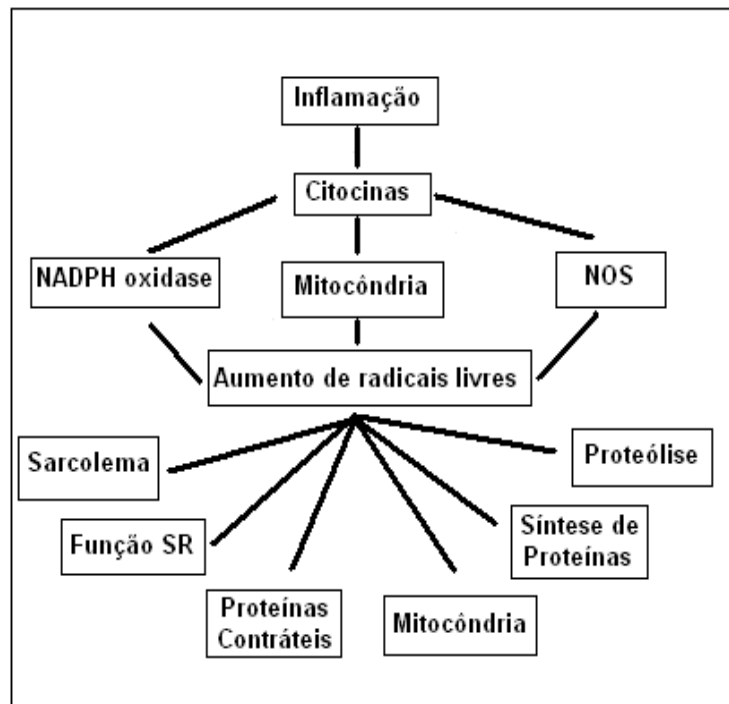 Inflamação
Citocinas
NADPH oxidase
Mitocôndria
NOS
Aumento de radicais livres
Sarcolema
Proteólise
Função SR
Síntese de
Proteínas
Proteínas
Contráteis
Mitocôndria